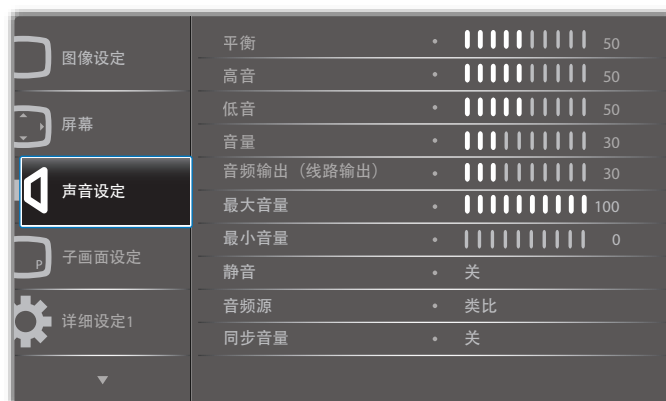 图像设定
屏幕
声音设定
P
子画面设定
详细设定1
平衡 • 50
高音 • 50
低音 • 50
音量 • 30
音频输出（线路输出） • 30
最大音量 • 100
最小音量 • 0
静音 • 关
音频源 • 类比
同步音量 • 关